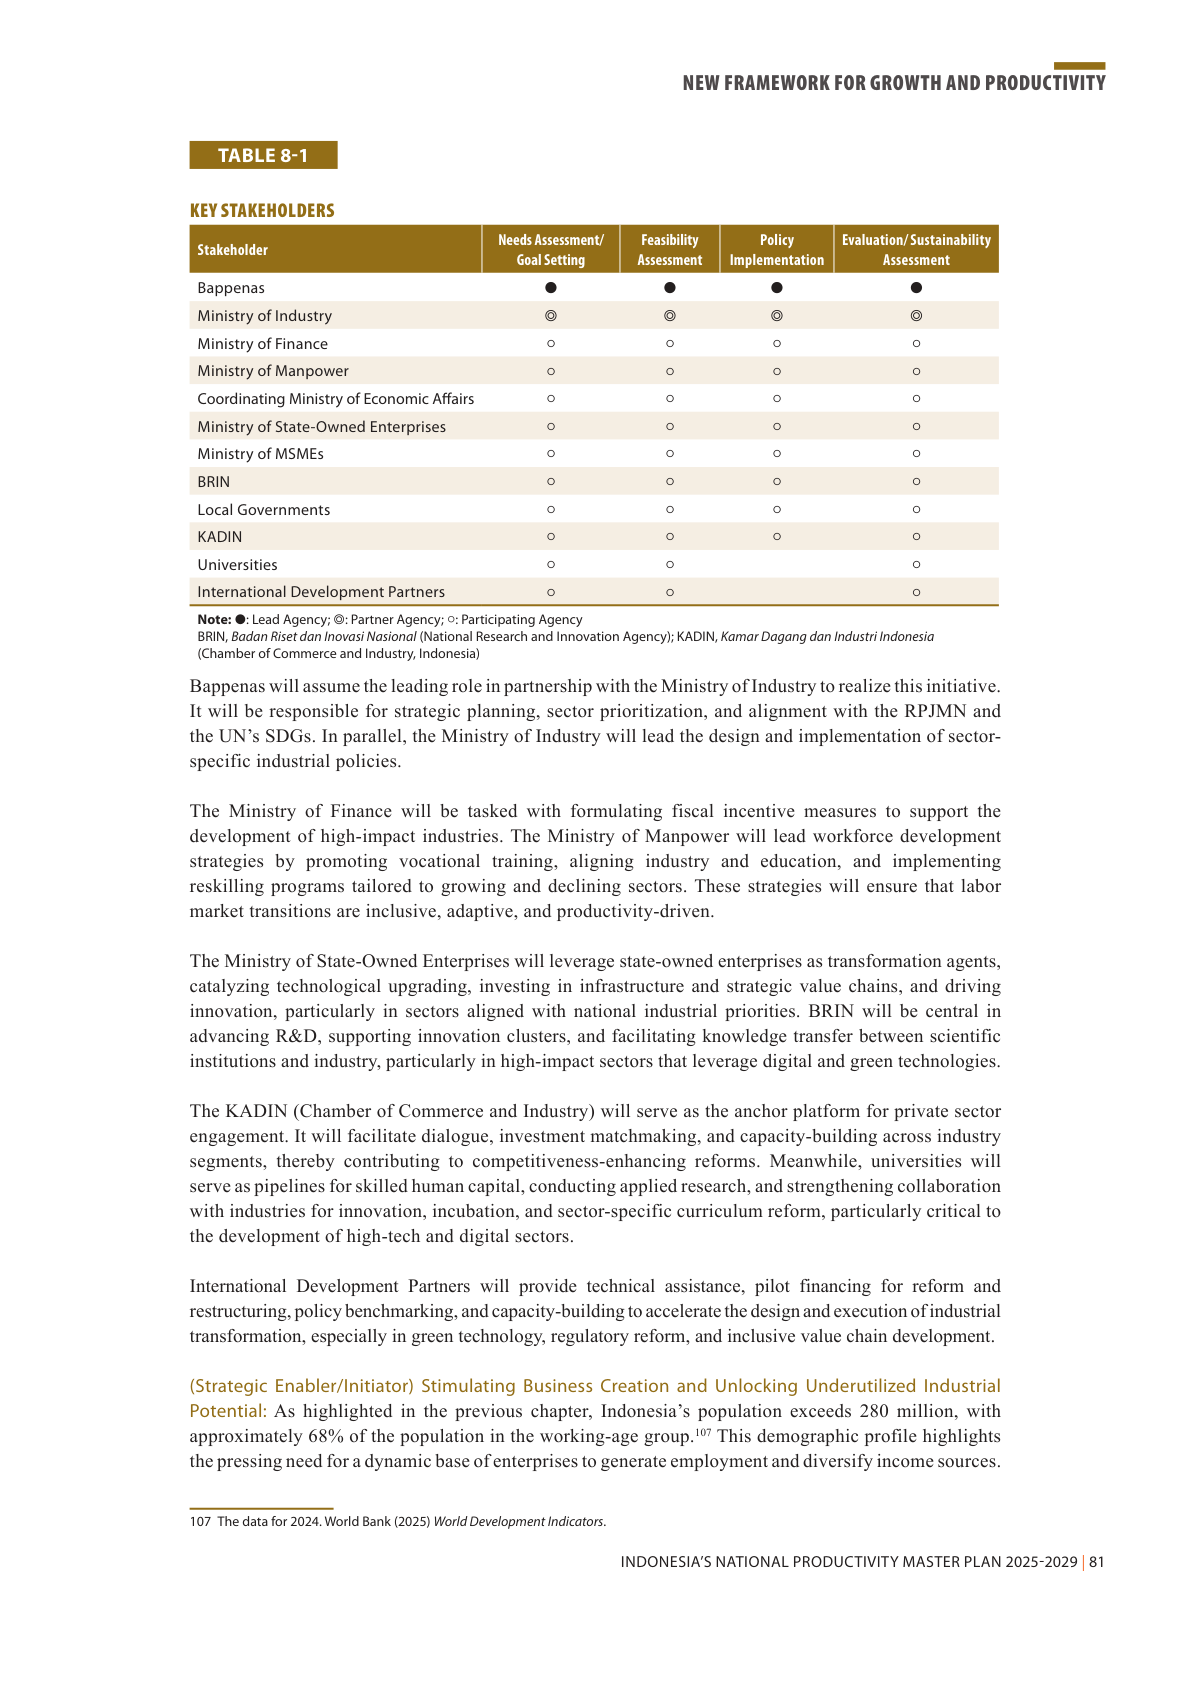 NEW FRAMEWORK FOR GROWTH AND PRODUCTIVITY
TABLE 8-1
KEY STAKEHOLDERS
Stakeholder Needs Assessment/ Goal Setting Feasibility Assessment Policy Implementation Evaluation/ Sustainability Assessment
Bappenas ● ● ● ●
Ministry of Industry ◎ ◎ ◎ ◎
Ministry of Finance ○ ○ ○ ○
Ministry of Manpower ○ ○ ○ ○
Coordinating Ministry of Economic Affairs ○ ○ ○ ○
Ministry of State-Owned Enterprises ○ ○ ○ ○
Ministry of MSMEs ○ ○ ○ ○
BRIN ○ ○ ○ ○
Local Governments ○ ○ ○ ○
KADIN ○ ○ ○ ○
Universities ○ ○ ○
International Development Partners ○ ○ ○
Note: ●: Lead Agency; ◎: Partner Agency; ○: Participating Agency
BRIN, Badan Riset dan Inovasi Nasional (National Research and Innovation Agency); KADIN, Kamar Dagang dan Industri Indonesia
(Chamber of Commerce and Industry, Indonesia)
Bappenas will assume the leading role in partnership with the Ministry of Industry to realize this initiative.
It will be responsible for strategic planning, sector prioritization, and alignment with the RPJMN and
the UN’s SDGs. In parallel, the Ministry of Industry will lead the design and implementation of sector-
specific industrial policies.
The Ministry of Finance will be tasked with formulating fiscal incentive measures to support the
development of high-impact industries. The Ministry of Manpower will lead workforce development
strategies by promoting vocational training, aligning industry and education, and implementing
reskilling programs tailored to growing and declining sectors. These strategies will ensure that labor
market transitions are inclusive, adaptive, and productivity-driven.
The Ministry of State-Owned Enterprises will leverage state-owned enterprises as transformation agents,
catalyzing technological upgrading, investing in infrastructure and strategic value chains, and driving
innovation, particularly in sectors aligned with national industrial priorities. BRIN will be central in
advancing R&D, supporting innovation clusters, and facilitating knowledge transfer between scientific
institutions and industry, particularly in high-impact sectors that leverage digital and green technologies.
The KADIN (Chamber of Commerce and Industry) will serve as the anchor platform for private sector
engagement. It will facilitate dialogue, investment matchmaking, and capacity-building across industry
segments, thereby contributing to competitiveness-enhancing reforms. Meanwhile, universities will
serve as pipelines for skilled human capital, conducting applied research, and strengthening collaboration
with industries for innovation, incubation, and sector-specific curriculum reform, particularly critical to
the development of high-tech and digital sectors.
International Development Partners will provide technical assistance, pilot financing for reform and
restructuring, policy benchmarking, and capacity-building to accelerate the design and execution of industrial
transformation, especially in green technology, regulatory reform, and inclusive value chain development.
(Strategic Enabler/Initiator) Stimulating Business Creation and Unlocking Underutilized Industrial
Potential: As highlighted in the previous chapter, Indonesia’s population exceeds 280 million, with
approximately 68% of the population in the working-age group.107 This demographic profile highlights
the pressing need for a dynamic base of enterprises to generate employment and diversify income sources.
107 The data for 2024. World Bank (2025) World Development Indicators.
INDONESIA’S NATIONAL PRODUCTIVITY MASTER PLAN 2025-2029 | 81